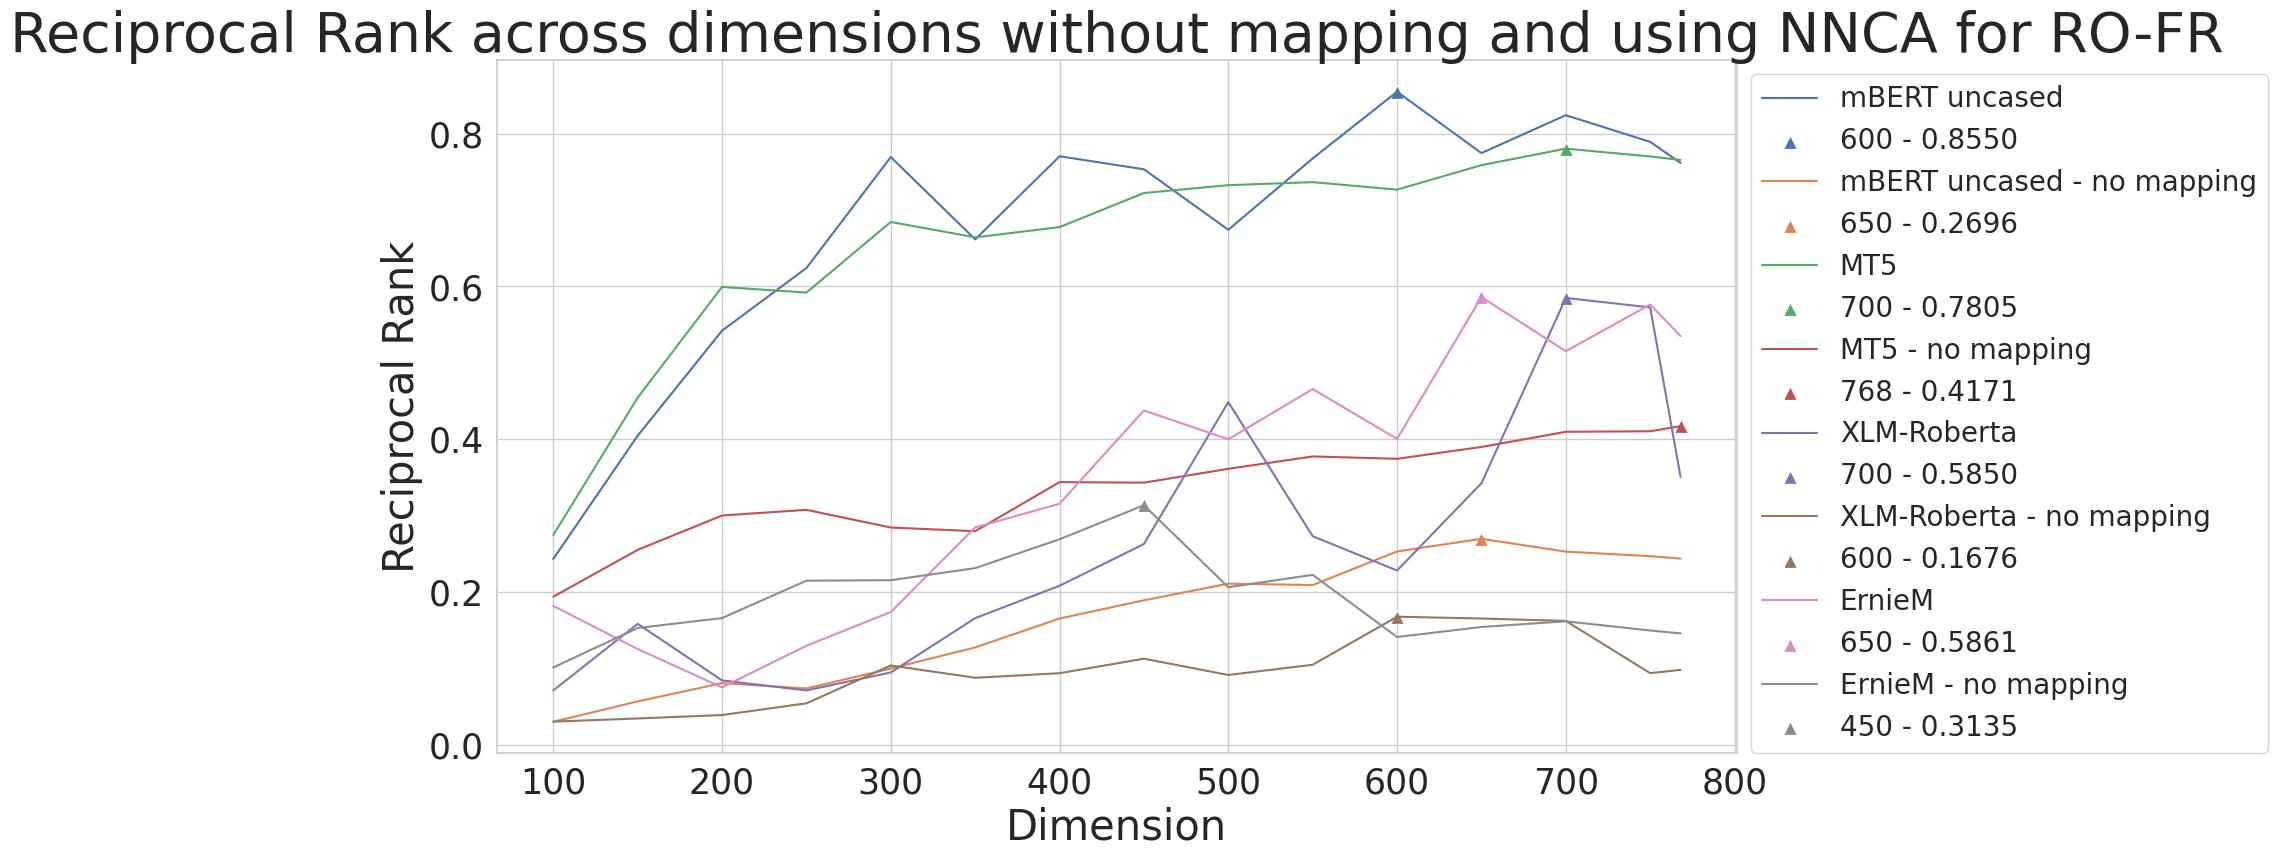 Reciprocal Rank across dimensions without mapping and using NNCA for RO-FR
Reciprocal Rank
0.8
0.6
0.4
0.2
0.0
100 200 300 400 500 600 700 800
Dimension
mBERT uncased
600 - 0.8550
mBERT uncased - no mapping
650 - 0.2696
MT5
700 - 0.7805
MT5 - no mapping
768 - 0.4171
XLM-Roberta
700 - 0.5850
XLM-Roberta - no mapping
600 - 0.1676
ErnieM
650 - 0.5861
ErnieM - no mapping
450 - 0.3135